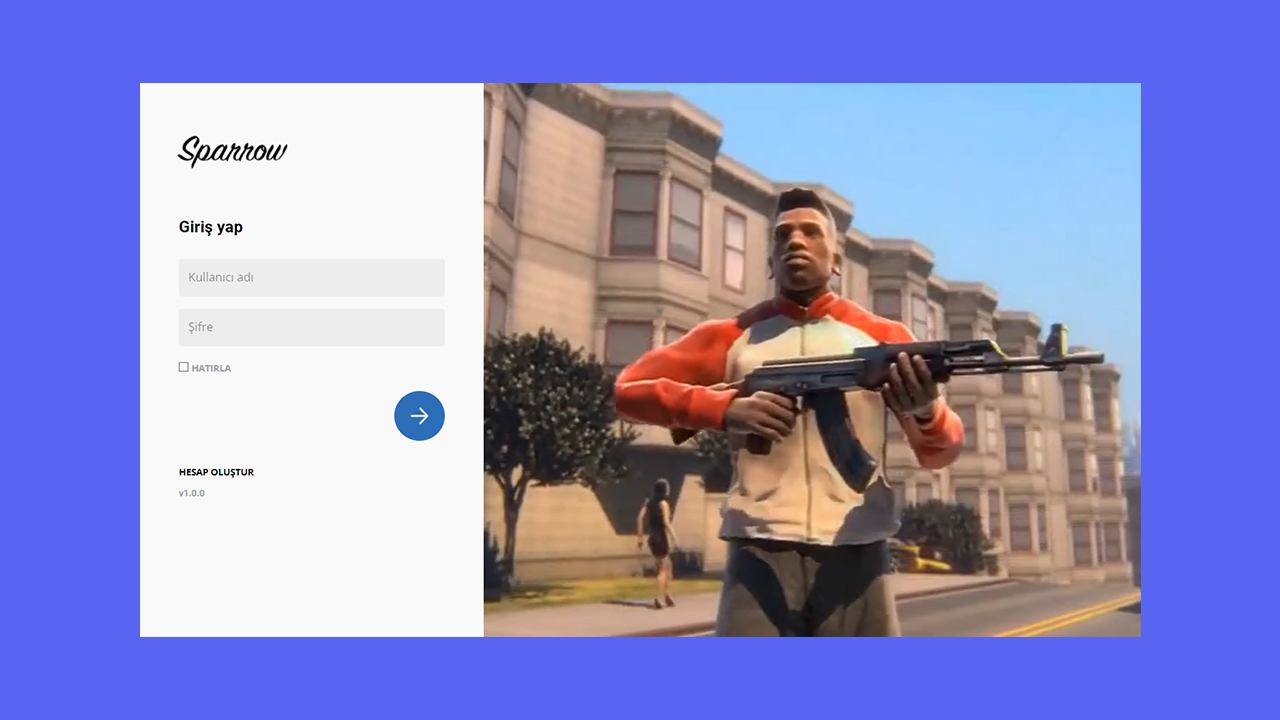 Sparrow
Giriş yap
Kullanıcı adı
Şifre
HATIRLA
HESAP OLUŞTUR
v1.0.0